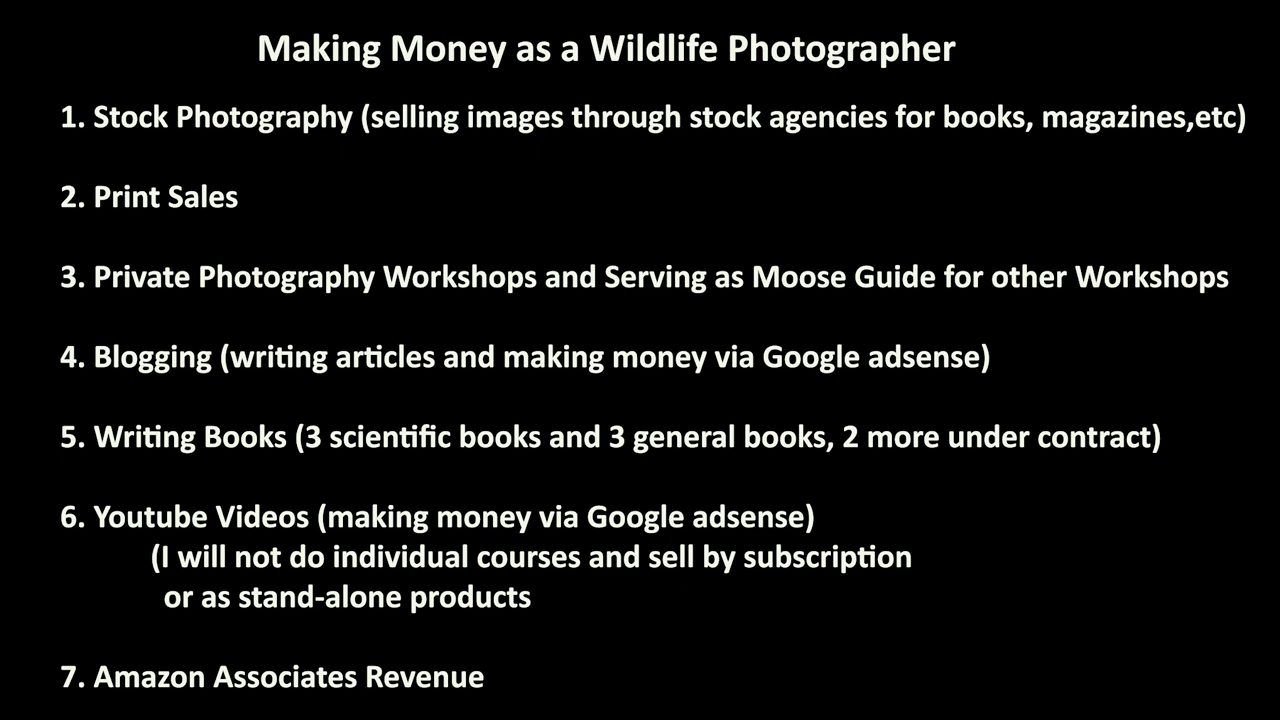 Making Money as a Wildlife Photographer
1. Stock Photography (selling images through stock agencies for books, magazines,etc)
2. Print Sales
3. Private Photography Workshops and Serving as Moose Guide for other Workshops
4. Blogging (writing articles and making money via Google adsense)
5. Writing Books (3 scientific books and 3 general books, 2 more under contract)
6. Youtube Videos (making money via Google adsense)
(I will not do individual courses and sell by subscription
or as stand-alone products
7. Amazon Associates Revenue